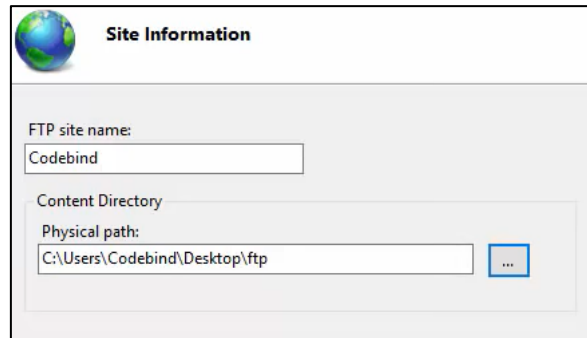 Site Information
FTP site name:
Codebind
Content Directory
Physical path:
C:\Users\Codebind\Desktop\ftp
...